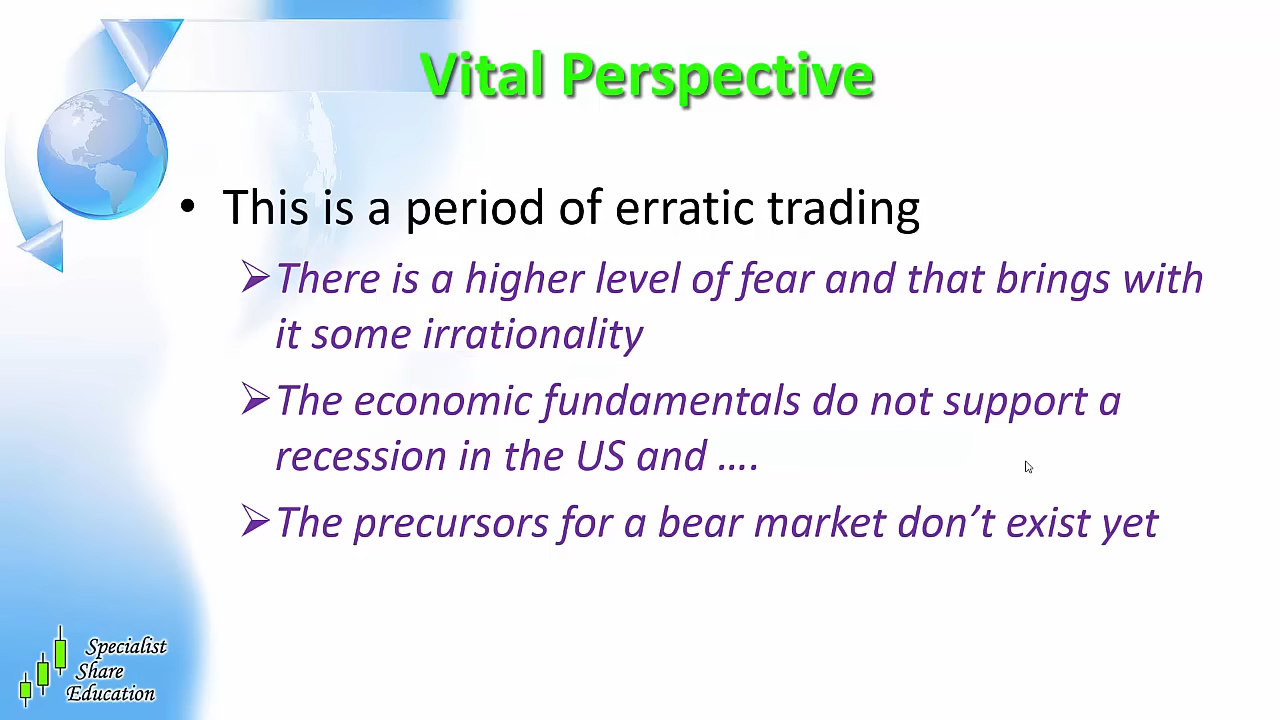 Vital Perspective
• This is a period of erratic trading
➢There is a higher level of fear and that brings with
it some irrationality
➢The economic fundamentals do not support a
recession in the US and ….
➢The precursors for a bear market don’t exist yet
Specialist
Share
Education